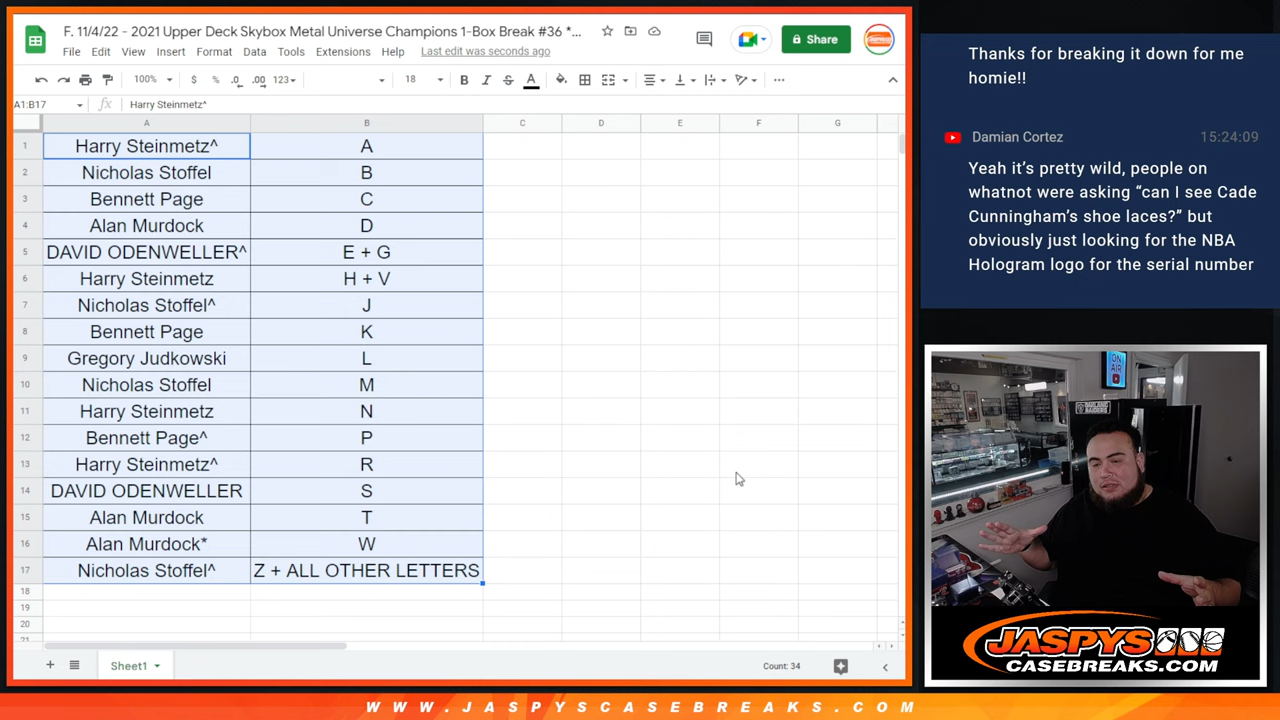 F. 11/4/22 - 2021 Upper Deck Skybox Metal Universe Champions 1-Box Break #36 *...
File Edit View Insert Format Data Tools Extensions Help Last edit was seconds ago
Share
100% $ % .0 .00 123 18 B I S A
A1:B17 fx Harry Steinmetz^
A B C D E F G
1 Harry Steinmetz^ A
2 Nicholas Stoffel B
3 Bennett Page C
4 Alan Murdock D
5 DAVID ODENWELLER^ E + G
6 Harry Steinmetz H + V
7 Nicholas Stoffel^ J
8 Bennett Page K
9 Gregory Judkowski L
10 Nicholas Stoffel M
11 Harry Steinmetz N
12 Bennett Page^ P
13 Harry Steinmetz^ R
14 DAVID ODENWELLER S
15 Alan Murdock T
16 Alan Murdock* W
17 Nicholas Stoffel^ Z + ALL OTHER LETTERS
18
19
20
21
Sheet1
Count: 34
Thanks for breaking it down for me
homie!!
Damian Cortez 15:24:09
Yeah it’s pretty wild, people on
whatnot were asking “can I see Cade
Cunningham’s shoe laces?” but
obviously just looking for the NBA
Hologram logo for the serial number
ON
AIR
JASPYS
CASEBREAKS.COM
WWW.JASPYSCASEBREAKS.COM